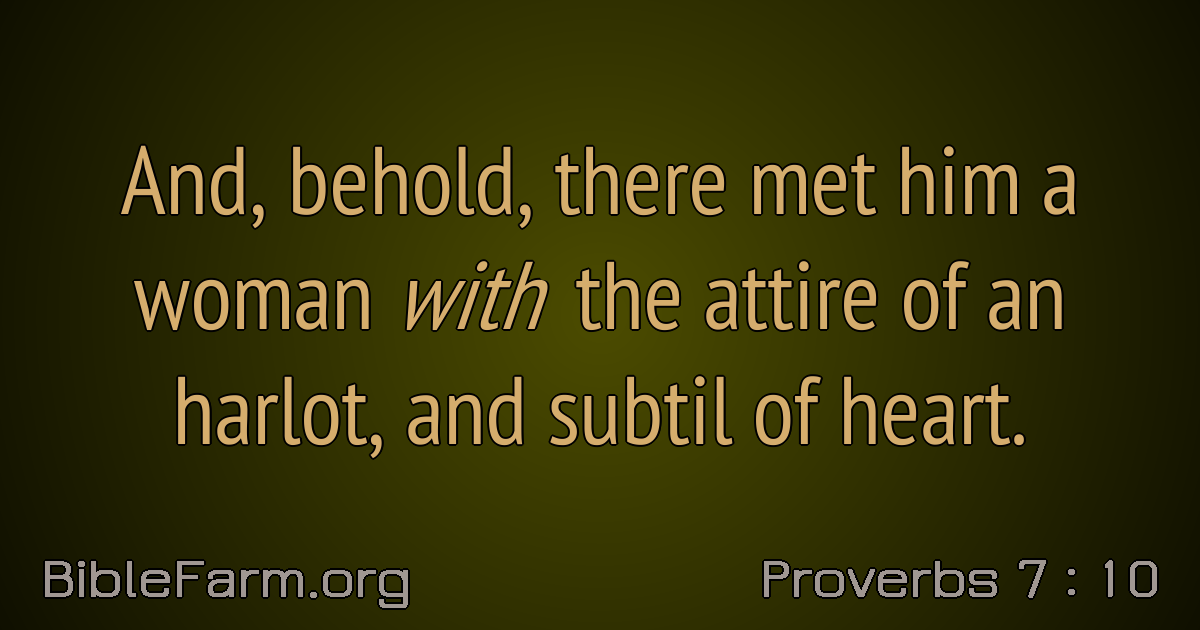 And, behold, there met him a
woman with the attire of an
harlot, and subtil of heart.
BibleFarm.org
Proverbs 7 : 10